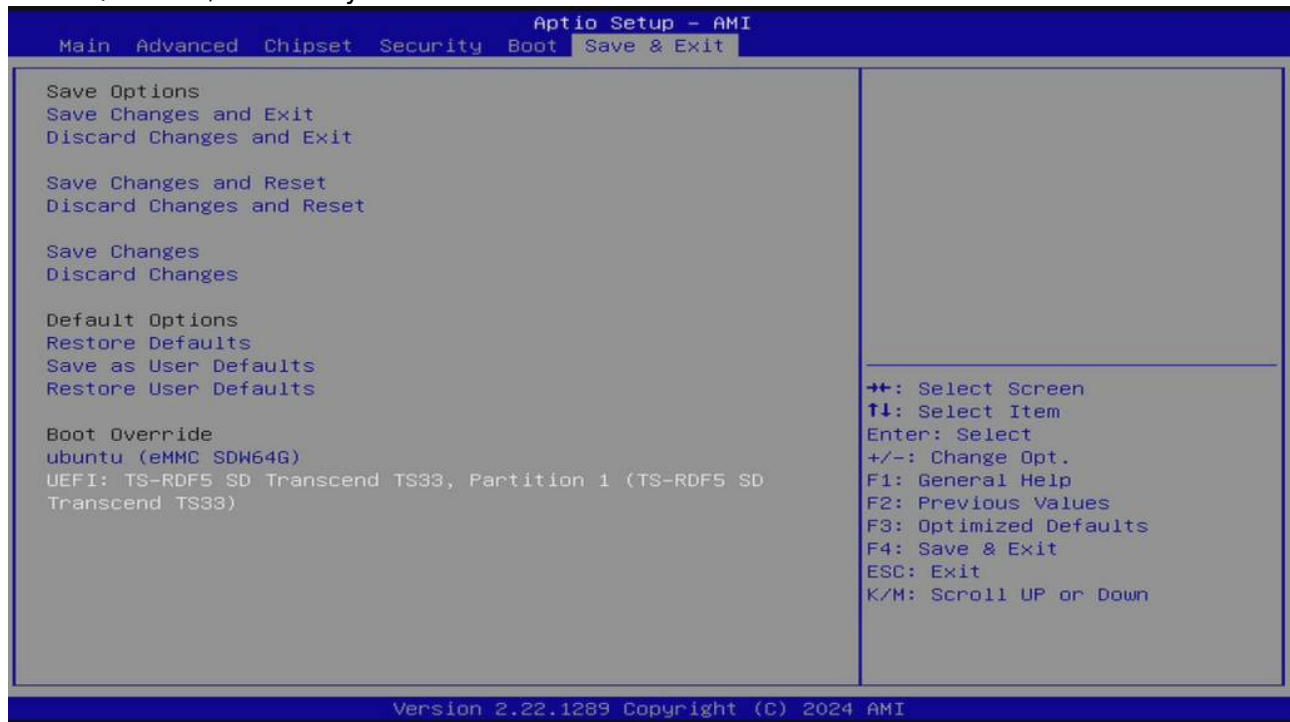 Aptio Setup – AMI
Main Advanced Chipset Security Boot Save & Exit
Save Options
Save Changes and Exit
Discard Changes and Exit
Save Changes and Reset
Discard Changes and Reset
Save Changes
Discard Changes
Default Options
Restore Defaults
Save as User Defaults
Restore User Defaults
Boot Override
ubuntu (eMMC SDW64G)
UEFI: TS-RDF5 SD Transcend TS33, Partition 1 (TS-RDF5 SD
Transcend TS33)
→←: Select Screen
↑↓: Select Item
Enter: Select
+/-: Change Opt.
F1: General Help
F2: Previous Values
F3: Optimized Defaults
F4: Save & Exit
ESC: Exit
K/M: Scroll UP or Down
Version 2.22.1289 Copyright (C) 2024 AMI